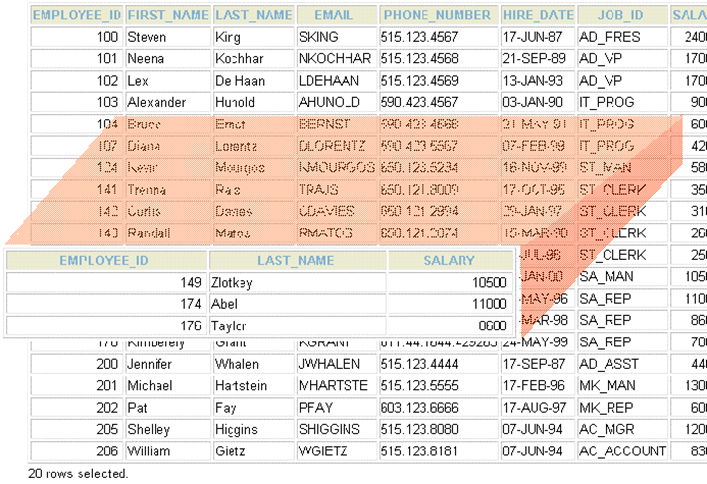 EMPLOYEE_ID FIRST_NAME LAST_NAME EMAIL PHONE_NUMBER HIRE_DATE JOB_ID SALA
100 Steven King SKING 515.123.4567 17-JUN-87 AD_PRES 2400
101 Neena Kochhar NKOCHHAR 515.123.4568 21-SEP-89 AD_VP 1700
102 Lex De Haan LDEHAAN 515.123.4569 13-JAN-93 AD_VP 1700
103 Alexander Hunold AHUNOLD 590.423.4567 03-JAN-90 IT_PROG 900
104 Bruce Ernst BERNST 590.423.4568 21-MAY-91 IT_PROG 600
107 Diana Lorentz DLORENTZ 590.423.5567 07-FEB-99 IT_PROG 420
124 Kevin Mourgos KMOURGOS 650.123.5234 16-NOV-99 ST_MAN 580
141 Trenna Rajs TRAJS 650.121.8009 17-OCT-95 ST_CLERK 350
142 Curtis Davies CDAVIES 650.121.2994 29-JAN-97 ST_CLERK 310
143 Randall Matos RMATOS 650.121.2874 15-MAR-98 ST_CLERK 260
-JUL-98 ST_CLERK 250
EMPLOYEE_ID LAST_NAME SALARY
-JAN-00 SA_MAN 1050
149 Zlotkey 10500
-MAY-96 SA_REP 1100
174 Abel 11000
-MAR-98 SA_REP 860
176 Taylor 8600
178 Kimberely Grant KGRANT 011.44.1644.429263 24-MAY-99 SA_REP 700
200 Jennifer Whalen JWHALEN 515.123.4444 17-SEP-87 AD_ASST 440
201 Michael Hartstein MHARTSTE 515.123.5555 17-FEB-96 MK_MAN 1300
202 Pat Fay PFAY 603.123.6666 17-AUG-97 MK_REP 600
205 Shelley Higgins SHIGGINS 515.123.8080 07-JUN-94 AC_MGR 1200
206 William Gietz WGIETZ 515.123.8181 07-JUN-94 AC_ACCOUNT 830
20 rows selected.